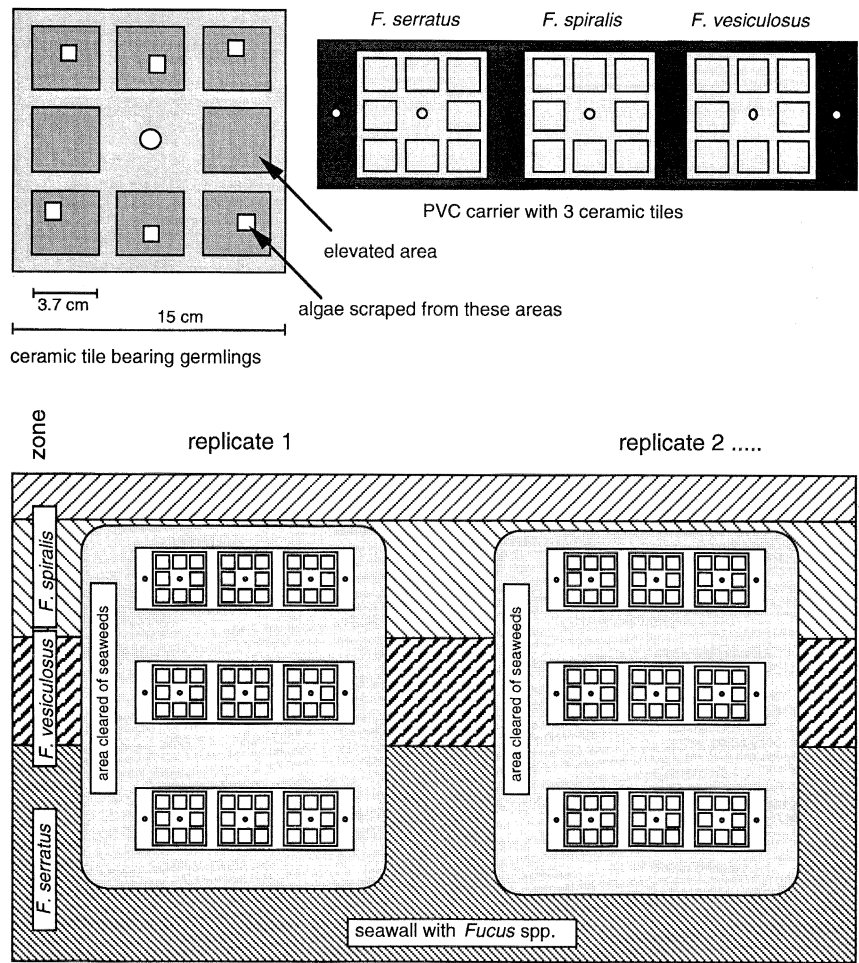 F. serratus
F. spiralis
F. vesiculosus
PVC carrier with 3 ceramic tiles
elevated area
algae scraped from these areas
3.7 cm
15 cm
ceramic tile bearing germlings
zone
replicate 1
replicate 2 .....
F. spiralis
F. vesiculosus
F. serratus
area cleared of seaweeds
area cleared of seaweeds
seawall with Fucus spp.